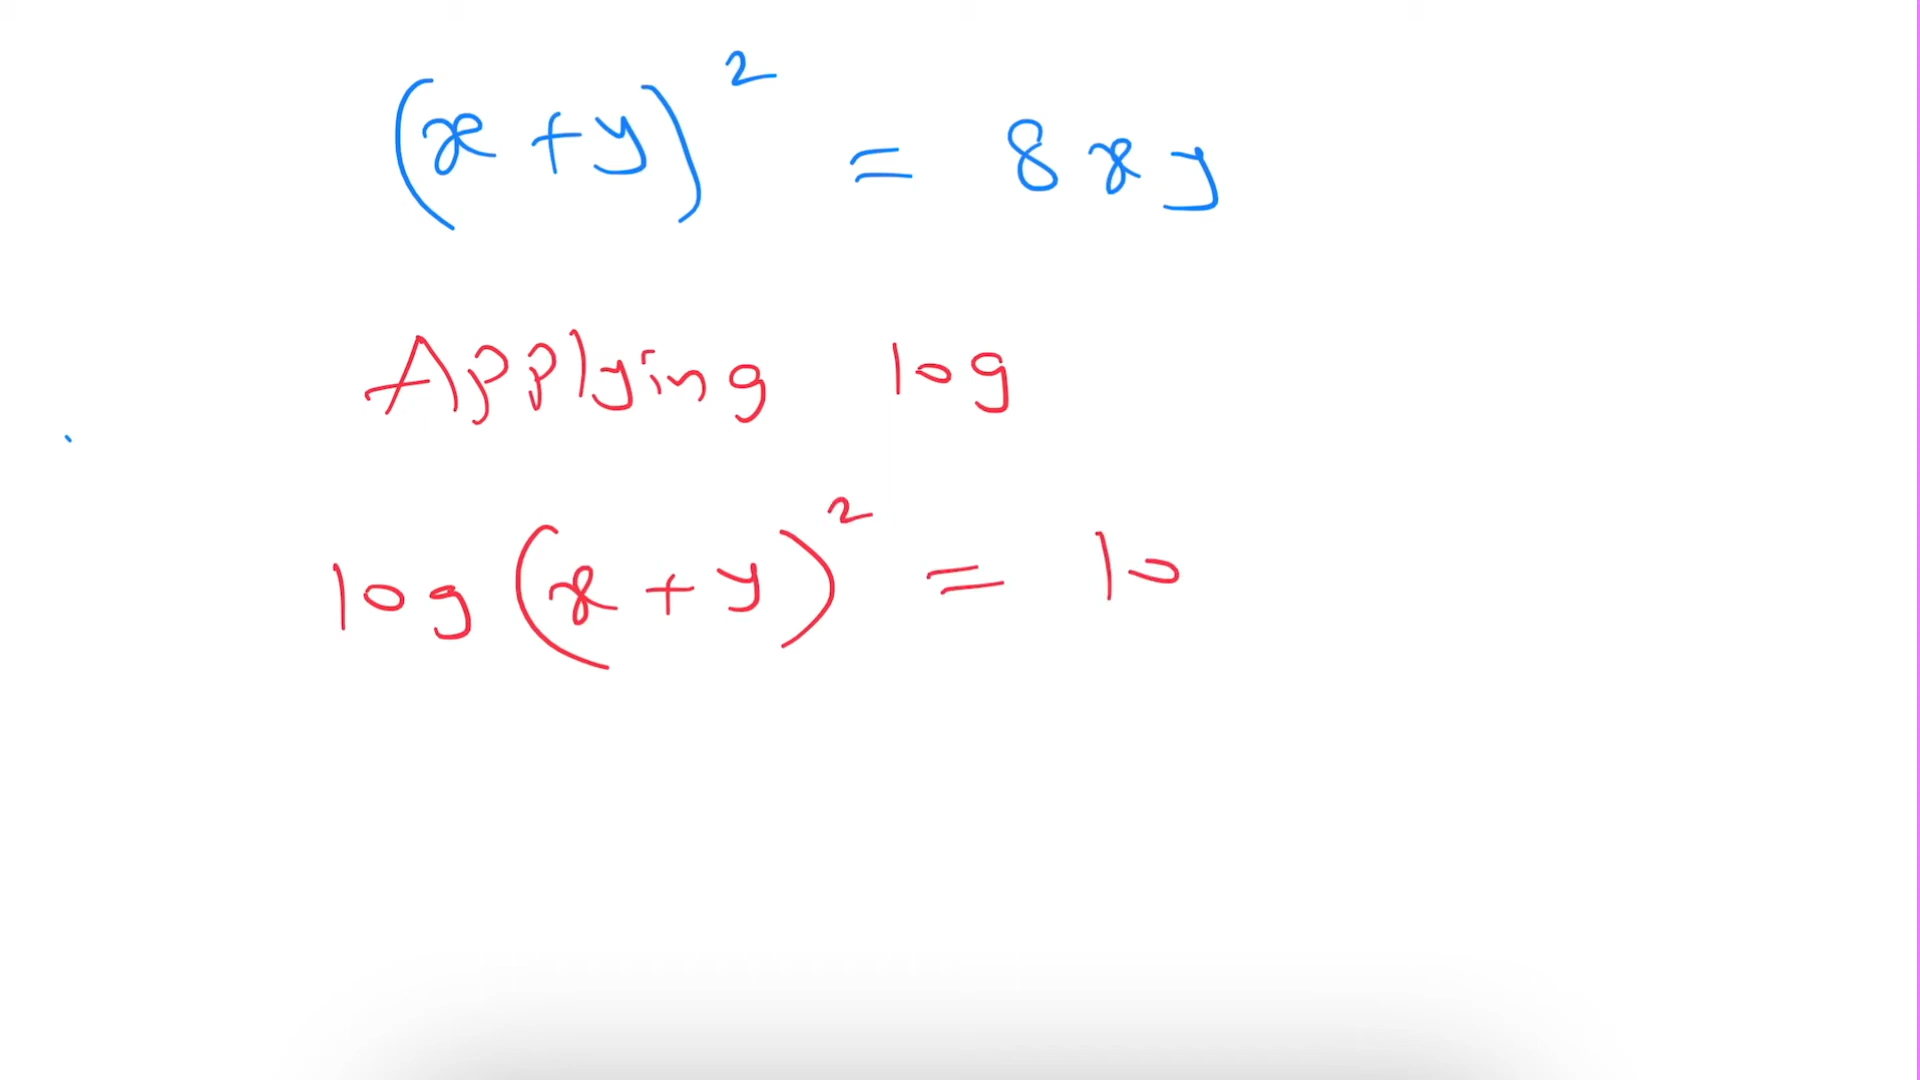 (x + y)² = 8xy
Applying log
log (x + y)² = lo